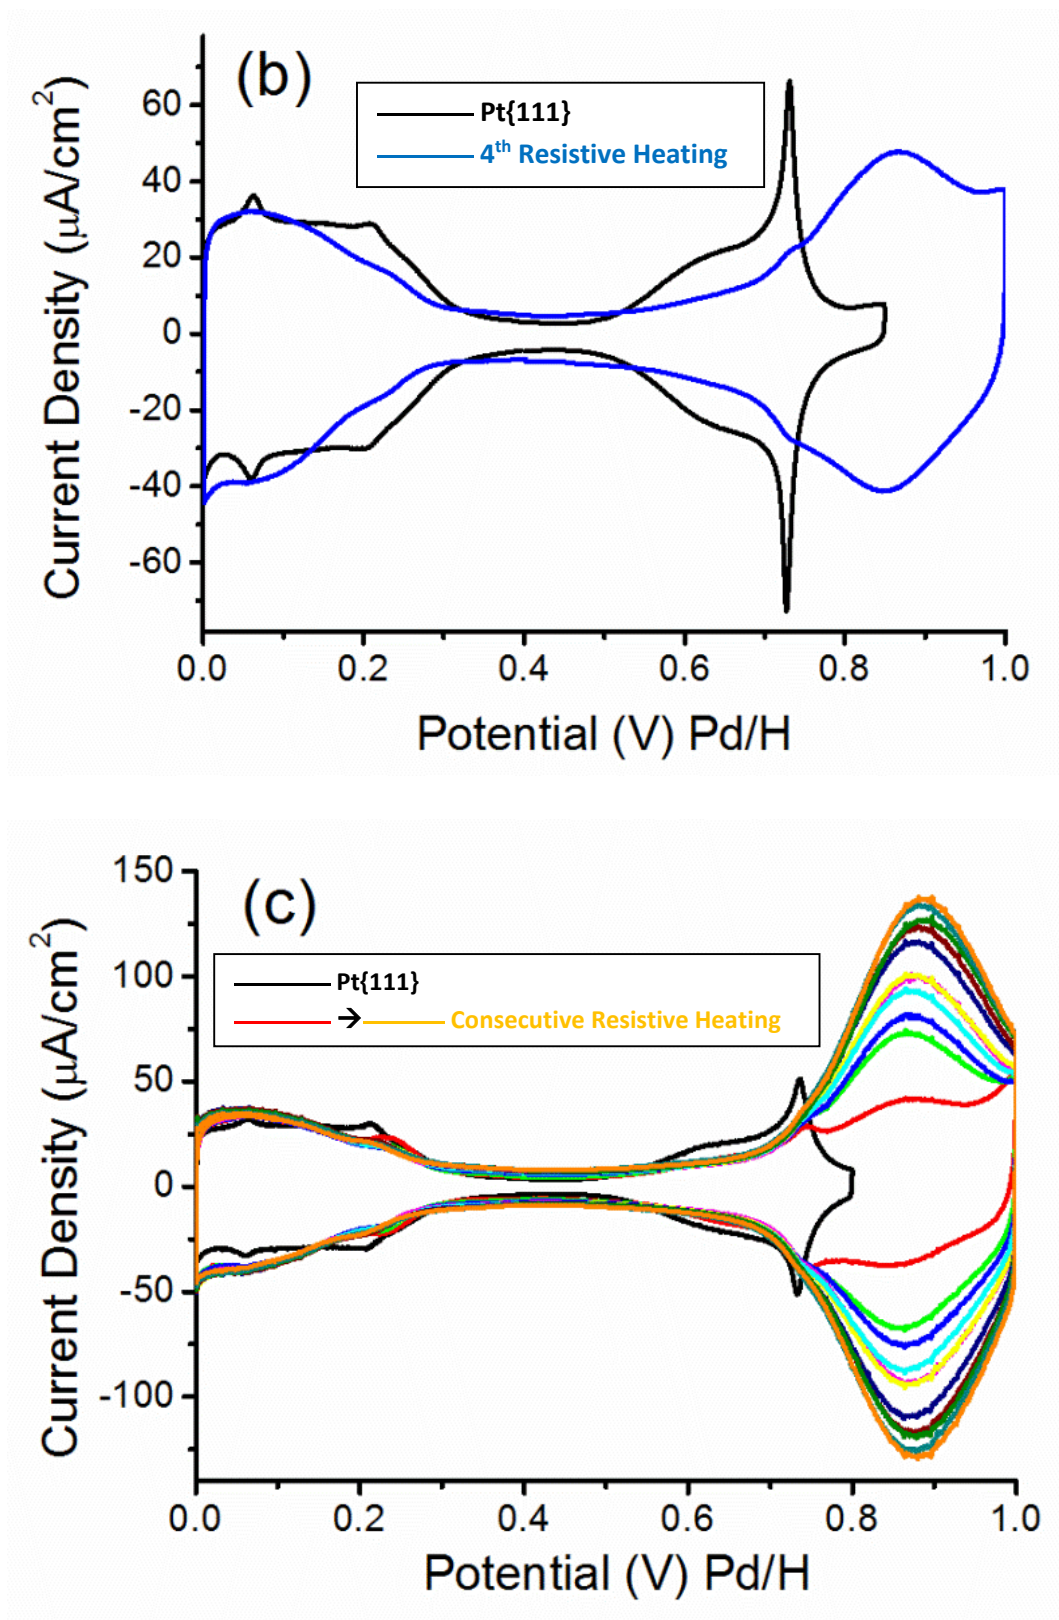 (b)
Pt{111}
4th Resistive Heating
Current Density (μA/cm2)
60
40
20
0
-20
-40
-60
0.0 0.2 0.4 0.6 0.8 1.0
Potential (V) Pd/H
(c)
Pt{111}
→ Consecutive Resistive Heating
Current Density (μA/cm2)
150
100
50
0
-50
-100
0.0 0.2 0.4 0.6 0.8 1.0
Potential (V) Pd/H